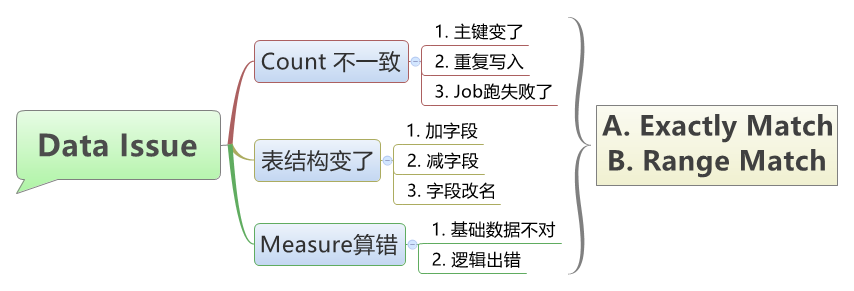 Data Issue
Count 不一致
1. 主键变了
2. 重复写入
3. Job跑失败了
表结构变了
1. 加字段
2. 减字段
3. 字段改名
Measure算错
1. 基础数据不对
2. 逻辑出错
A. Exactly Match
B. Range Match